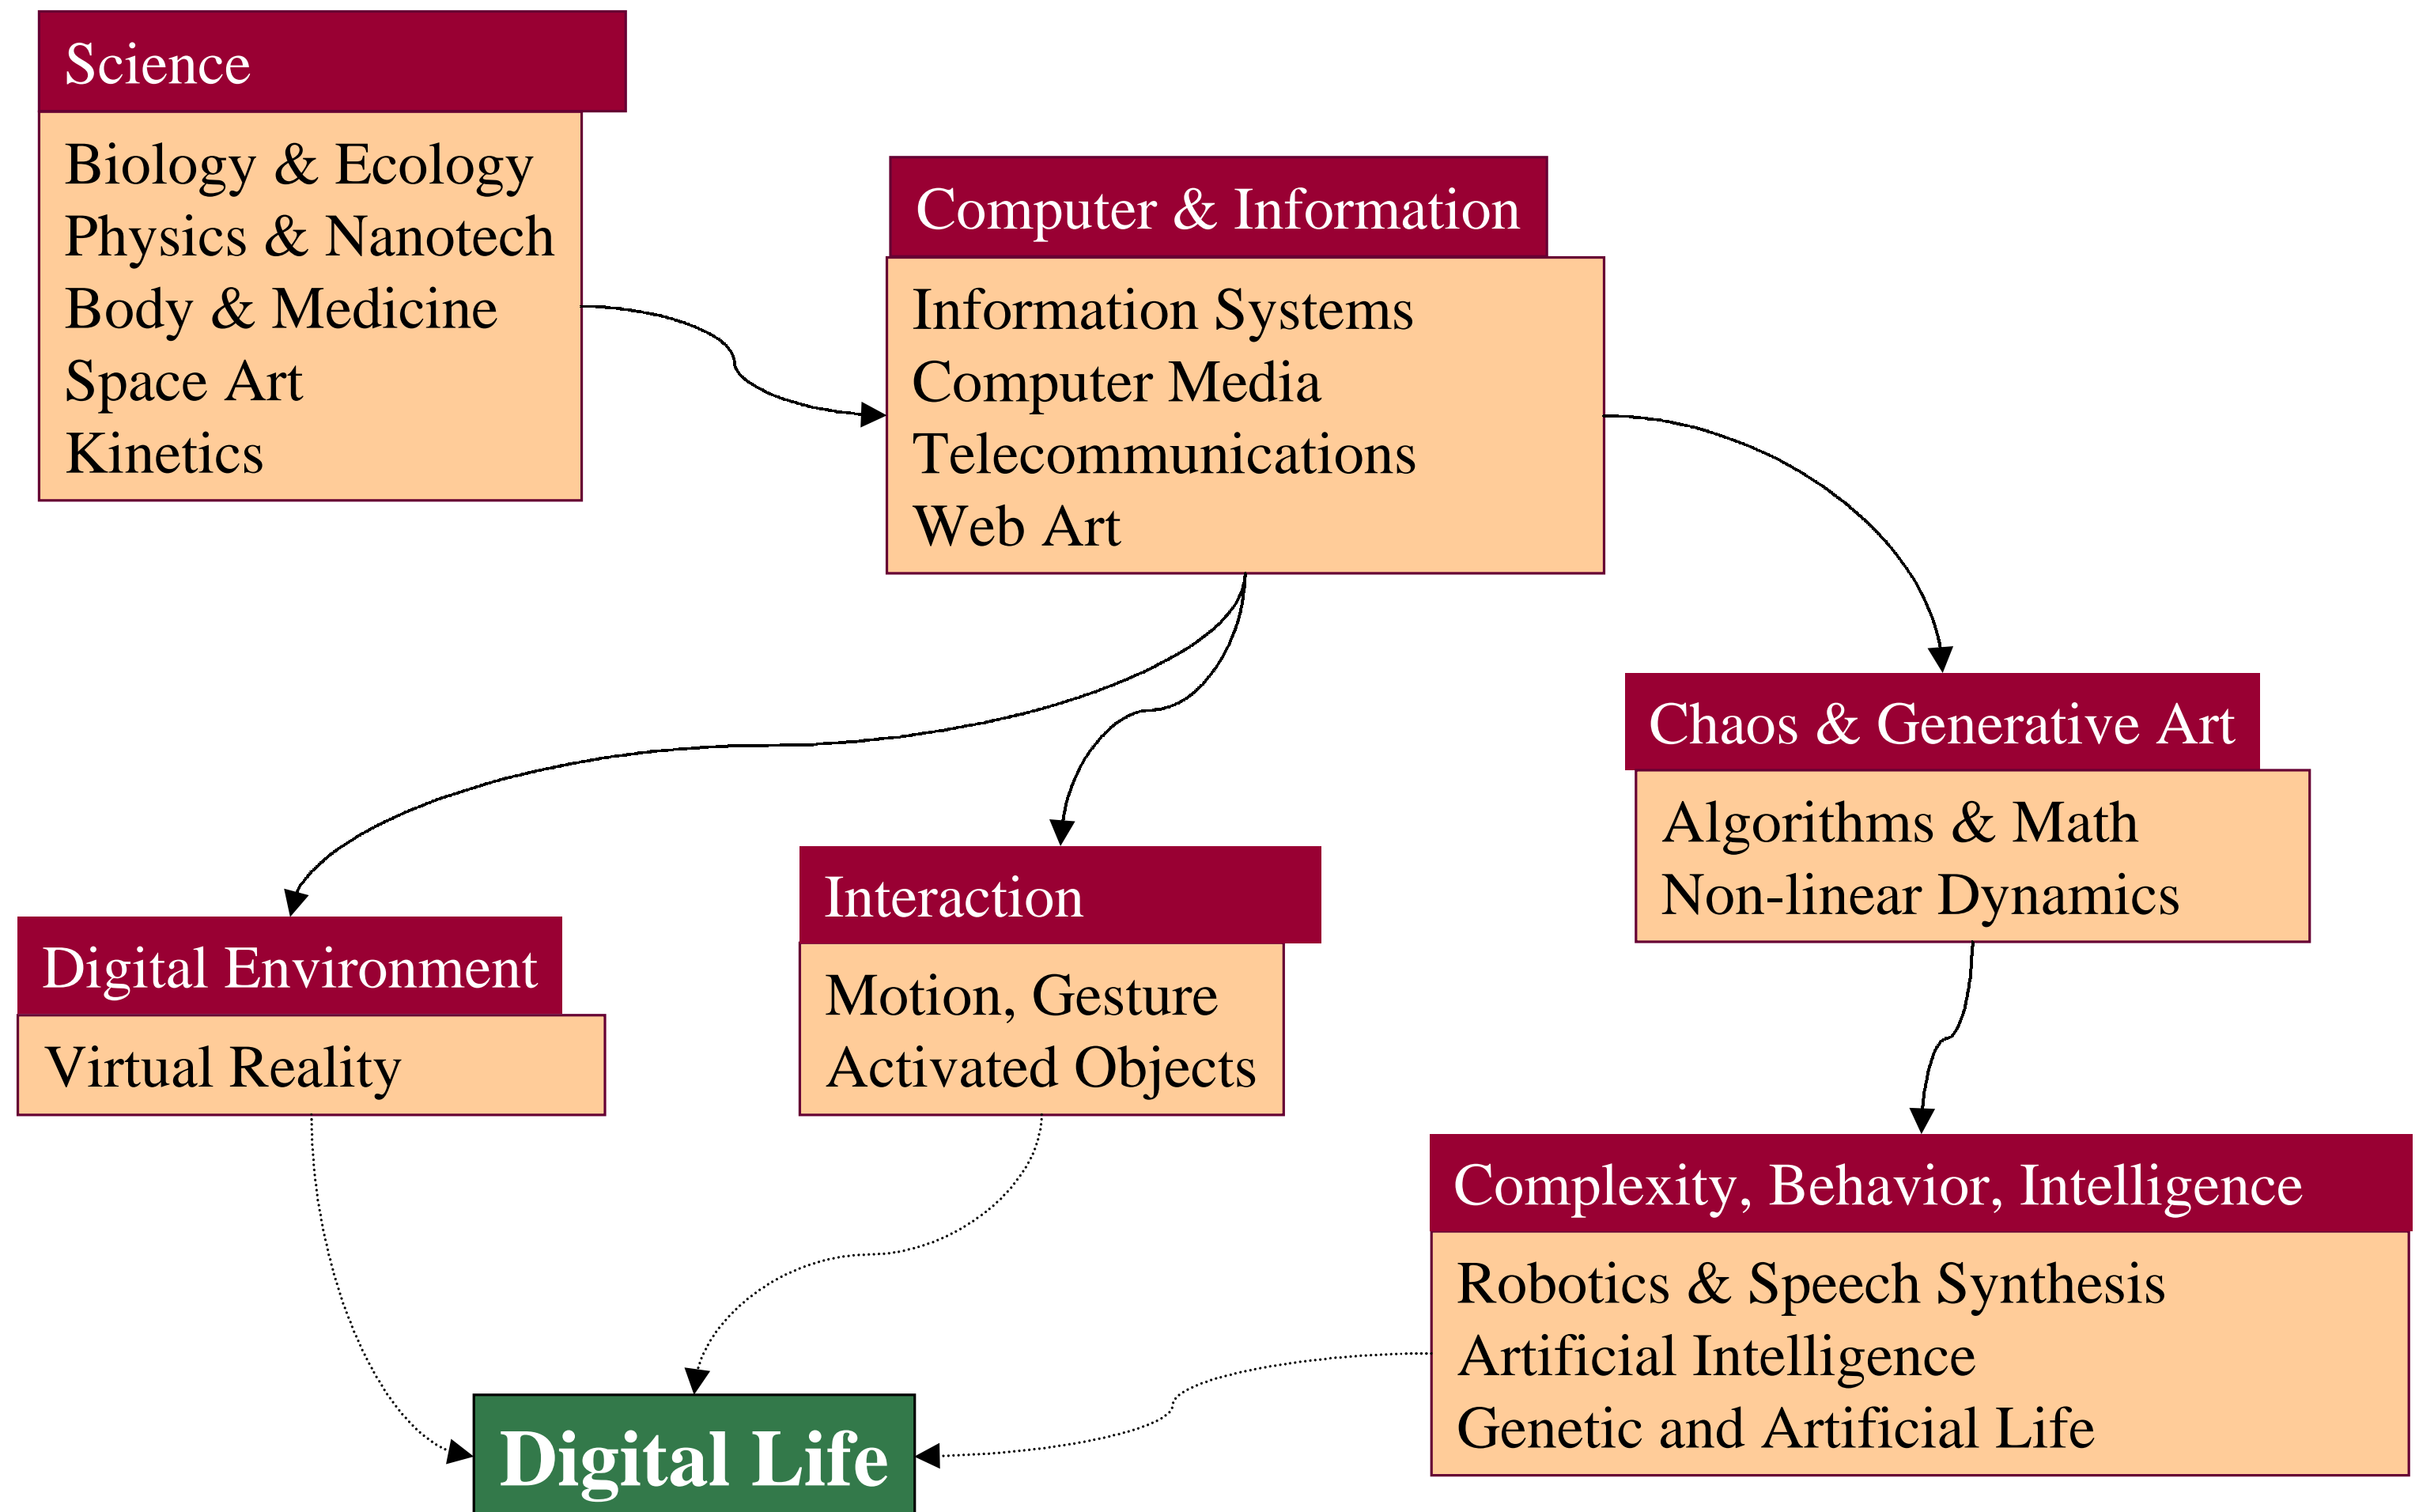 Science
Biology & Ecology
Physics & Nanotech
Body & Medicine
Space Art
Kinetics
Computer & Information
Information Systems
Computer Media
Telecommunications
Web Art
Chaos & Generative Art
Algorithms & Math
Non-linear Dynamics
Interaction
Motion, Gesture
Activated Objects
Digital Environment
Virtual Reality
Complexity, Behavior, Intelligence
Robotics & Speech Synthesis
Artificial Intelligence
Genetic and Artificial Life
Digital Life